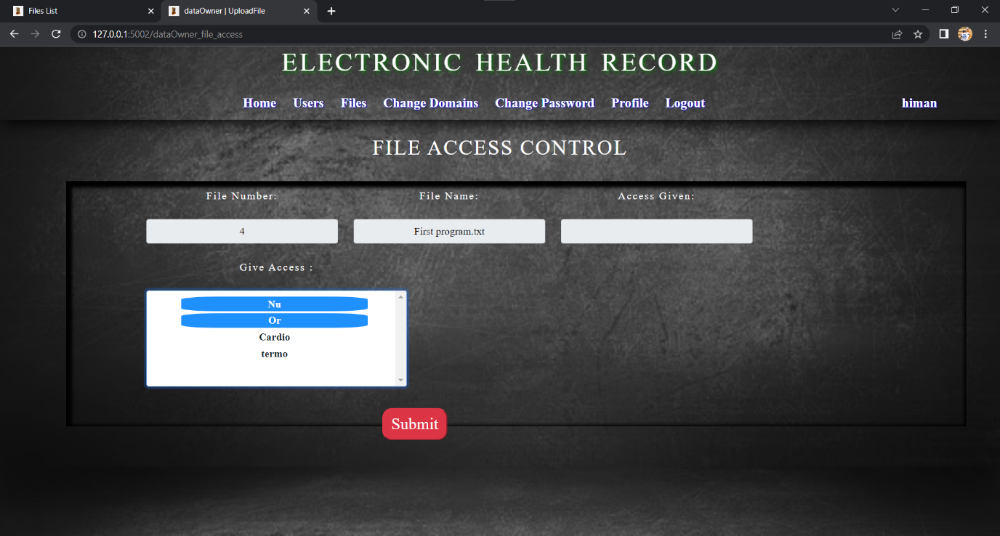 Files List
dataOwner | UploadFile
127.0.0.1:5002/dataOwner_file_access
ELECTRONIC HEALTH RECORD
Home Users Files Change Domains Change Password Profile Logout himan
FILE ACCESS CONTROL
File Number: File Name: Access Given:
4 First program.txt
Give Access :
Nu
Or
Cardio
termo
Submit